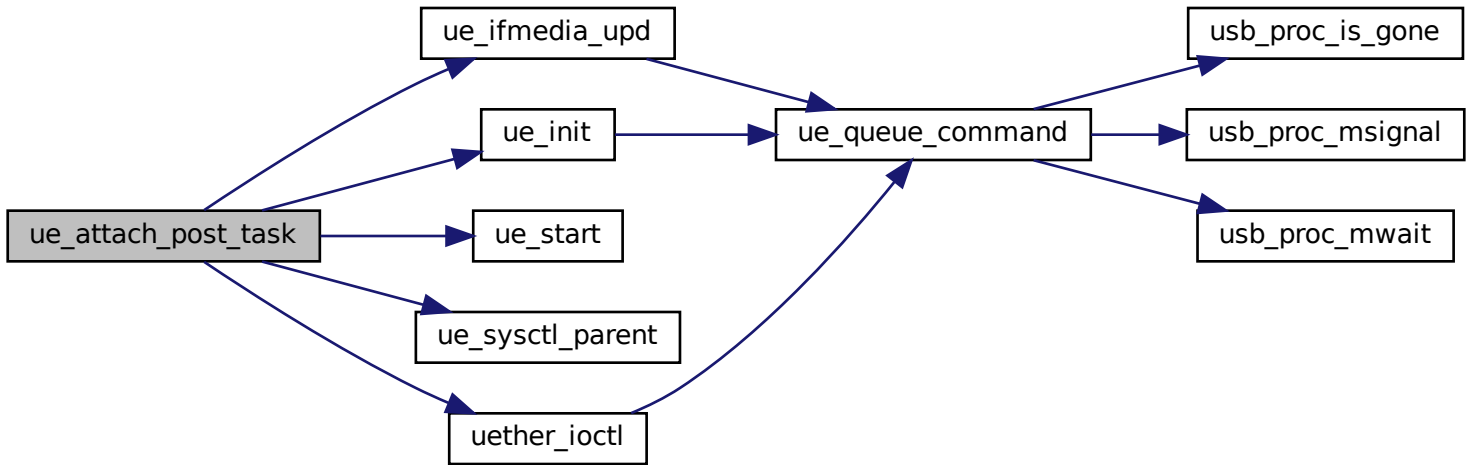 ue_attach_post_task
ue_ifmedia_upd
ue_init
ue_start
ue_sysctl_parent
uether_ioctl
ue_queue_command
usb_proc_is_gone
usb_proc_msignal
usb_proc_mwait